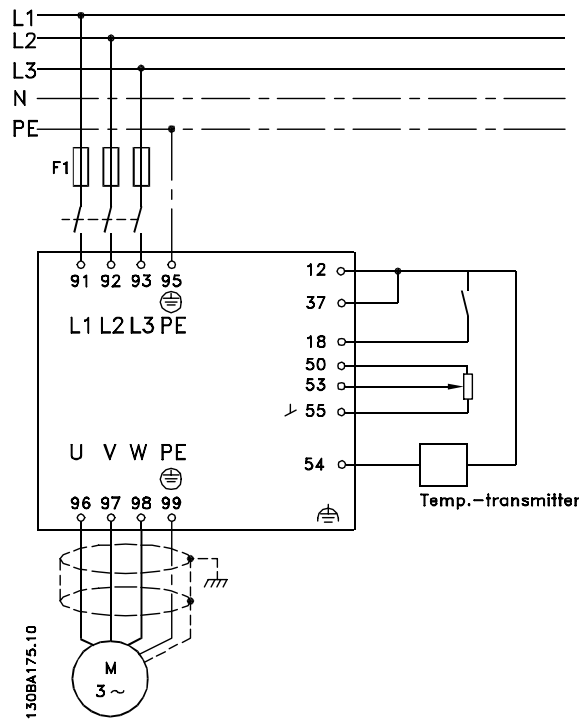 L1
L2
L3
N
PE
F1
91 92 93 95
L1 L2 L3 PE
12
37
18
50
53
55
54
U V W PE
96 97 98 99
Temp.-transmitter
M
3~
130BA175.10